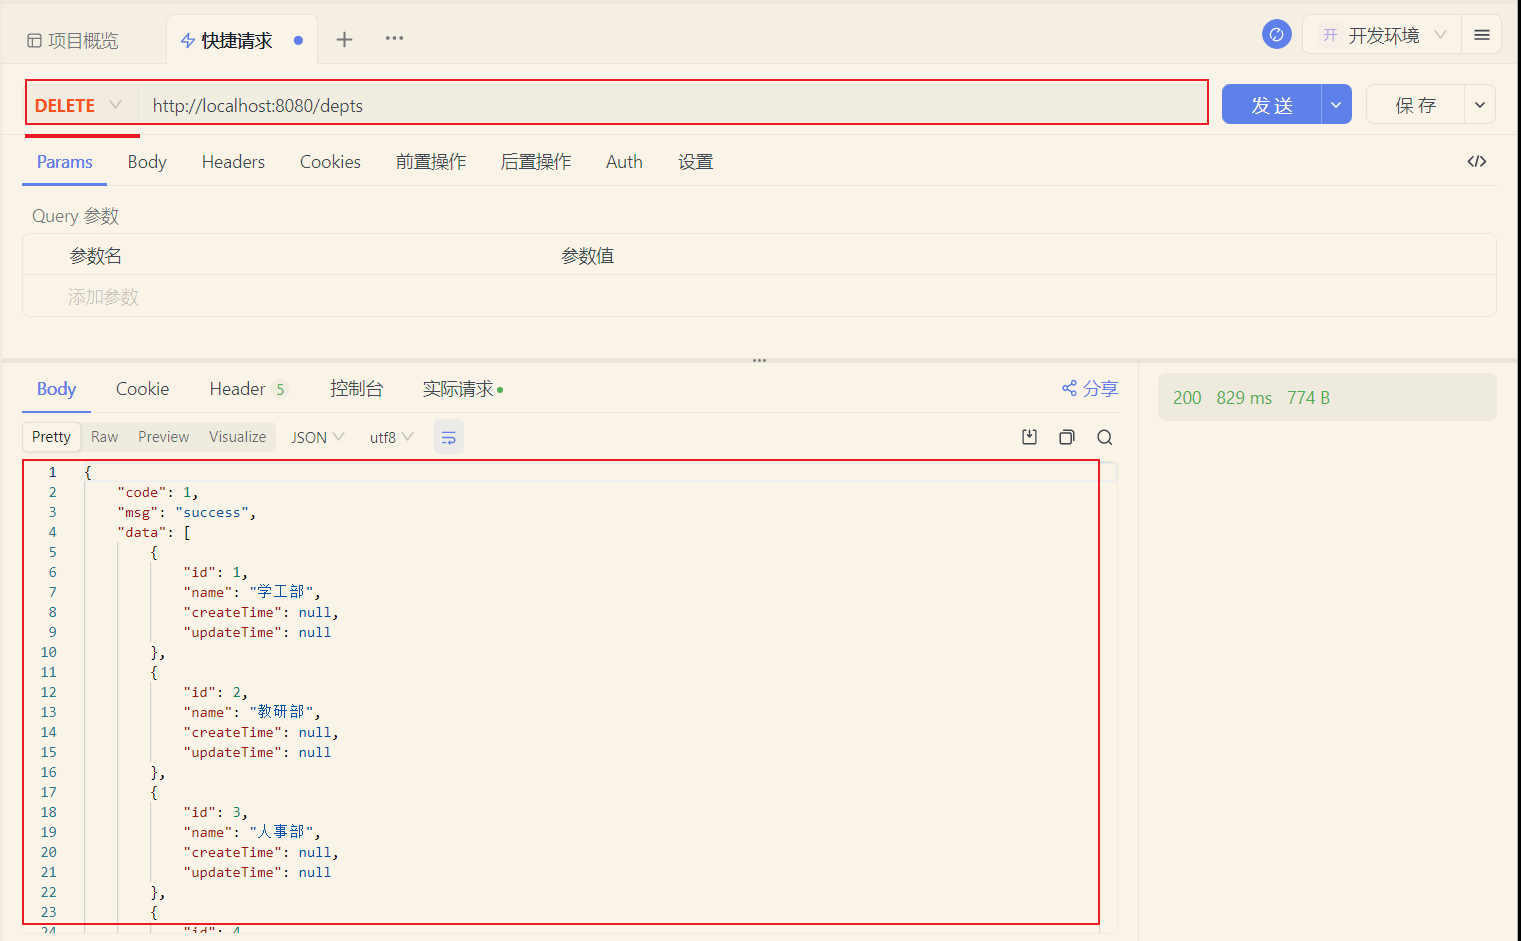 项目概览 快捷请求 开 开发环境
DELETE http://localhost:8080/depts 发 送 保 存
Params Body Headers Cookies 前置操作 后置操作 Auth 设置
Query 参数
参数名 参数值
添加参数
Body Cookie Header 5 控制台 实际请求 分享 200 829 ms 774 B
Pretty Raw Preview Visualize JSON utf8
1 {
2 "code": 1,
3 "msg": "success",
4 "data": [
5 {
6 "id": 1,
7 "name": "学工部",
8 "createTime": null,
9 "updateTime": null
10 },
11 {
12 "id": 2,
13 "name": "教研部",
14 "createTime": null,
15 "updateTime": null
16 },
17 {
18 "id": 3,
19 "name": "人事部",
20 "createTime": null,
21 "updateTime": null
22 },
23 {
24 "id": 4